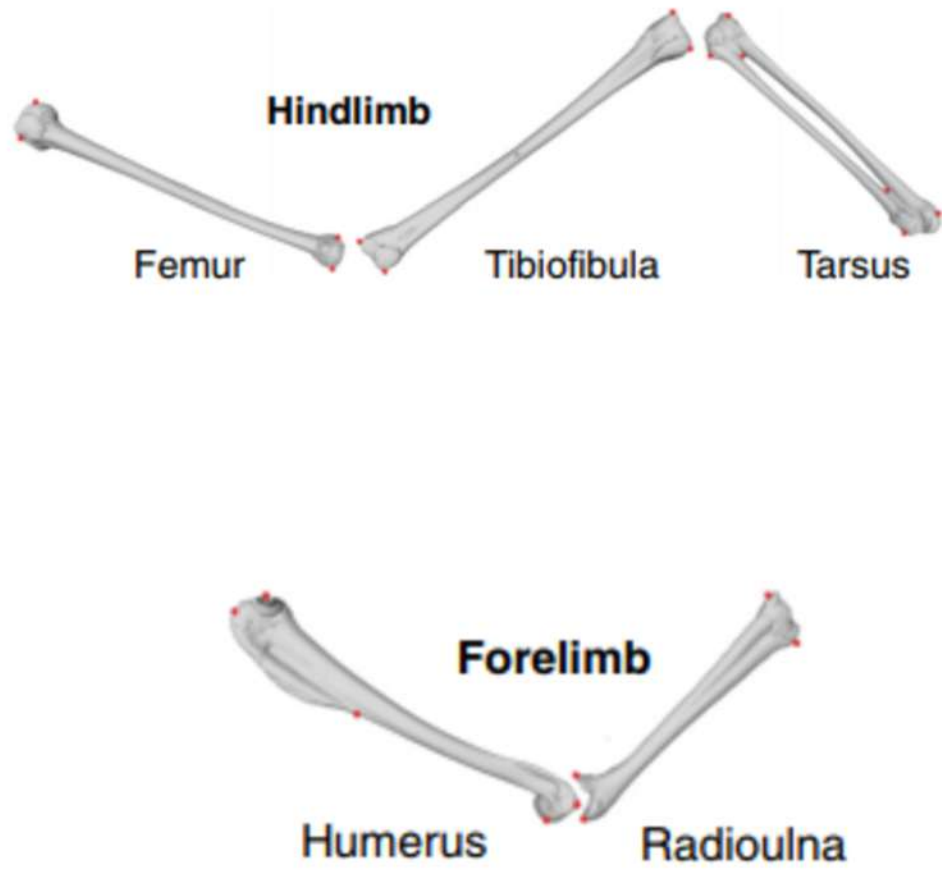 Hindlimb
Femur
Tibiofibula
Tarsus
Forelimb
Humerus
Radioulna